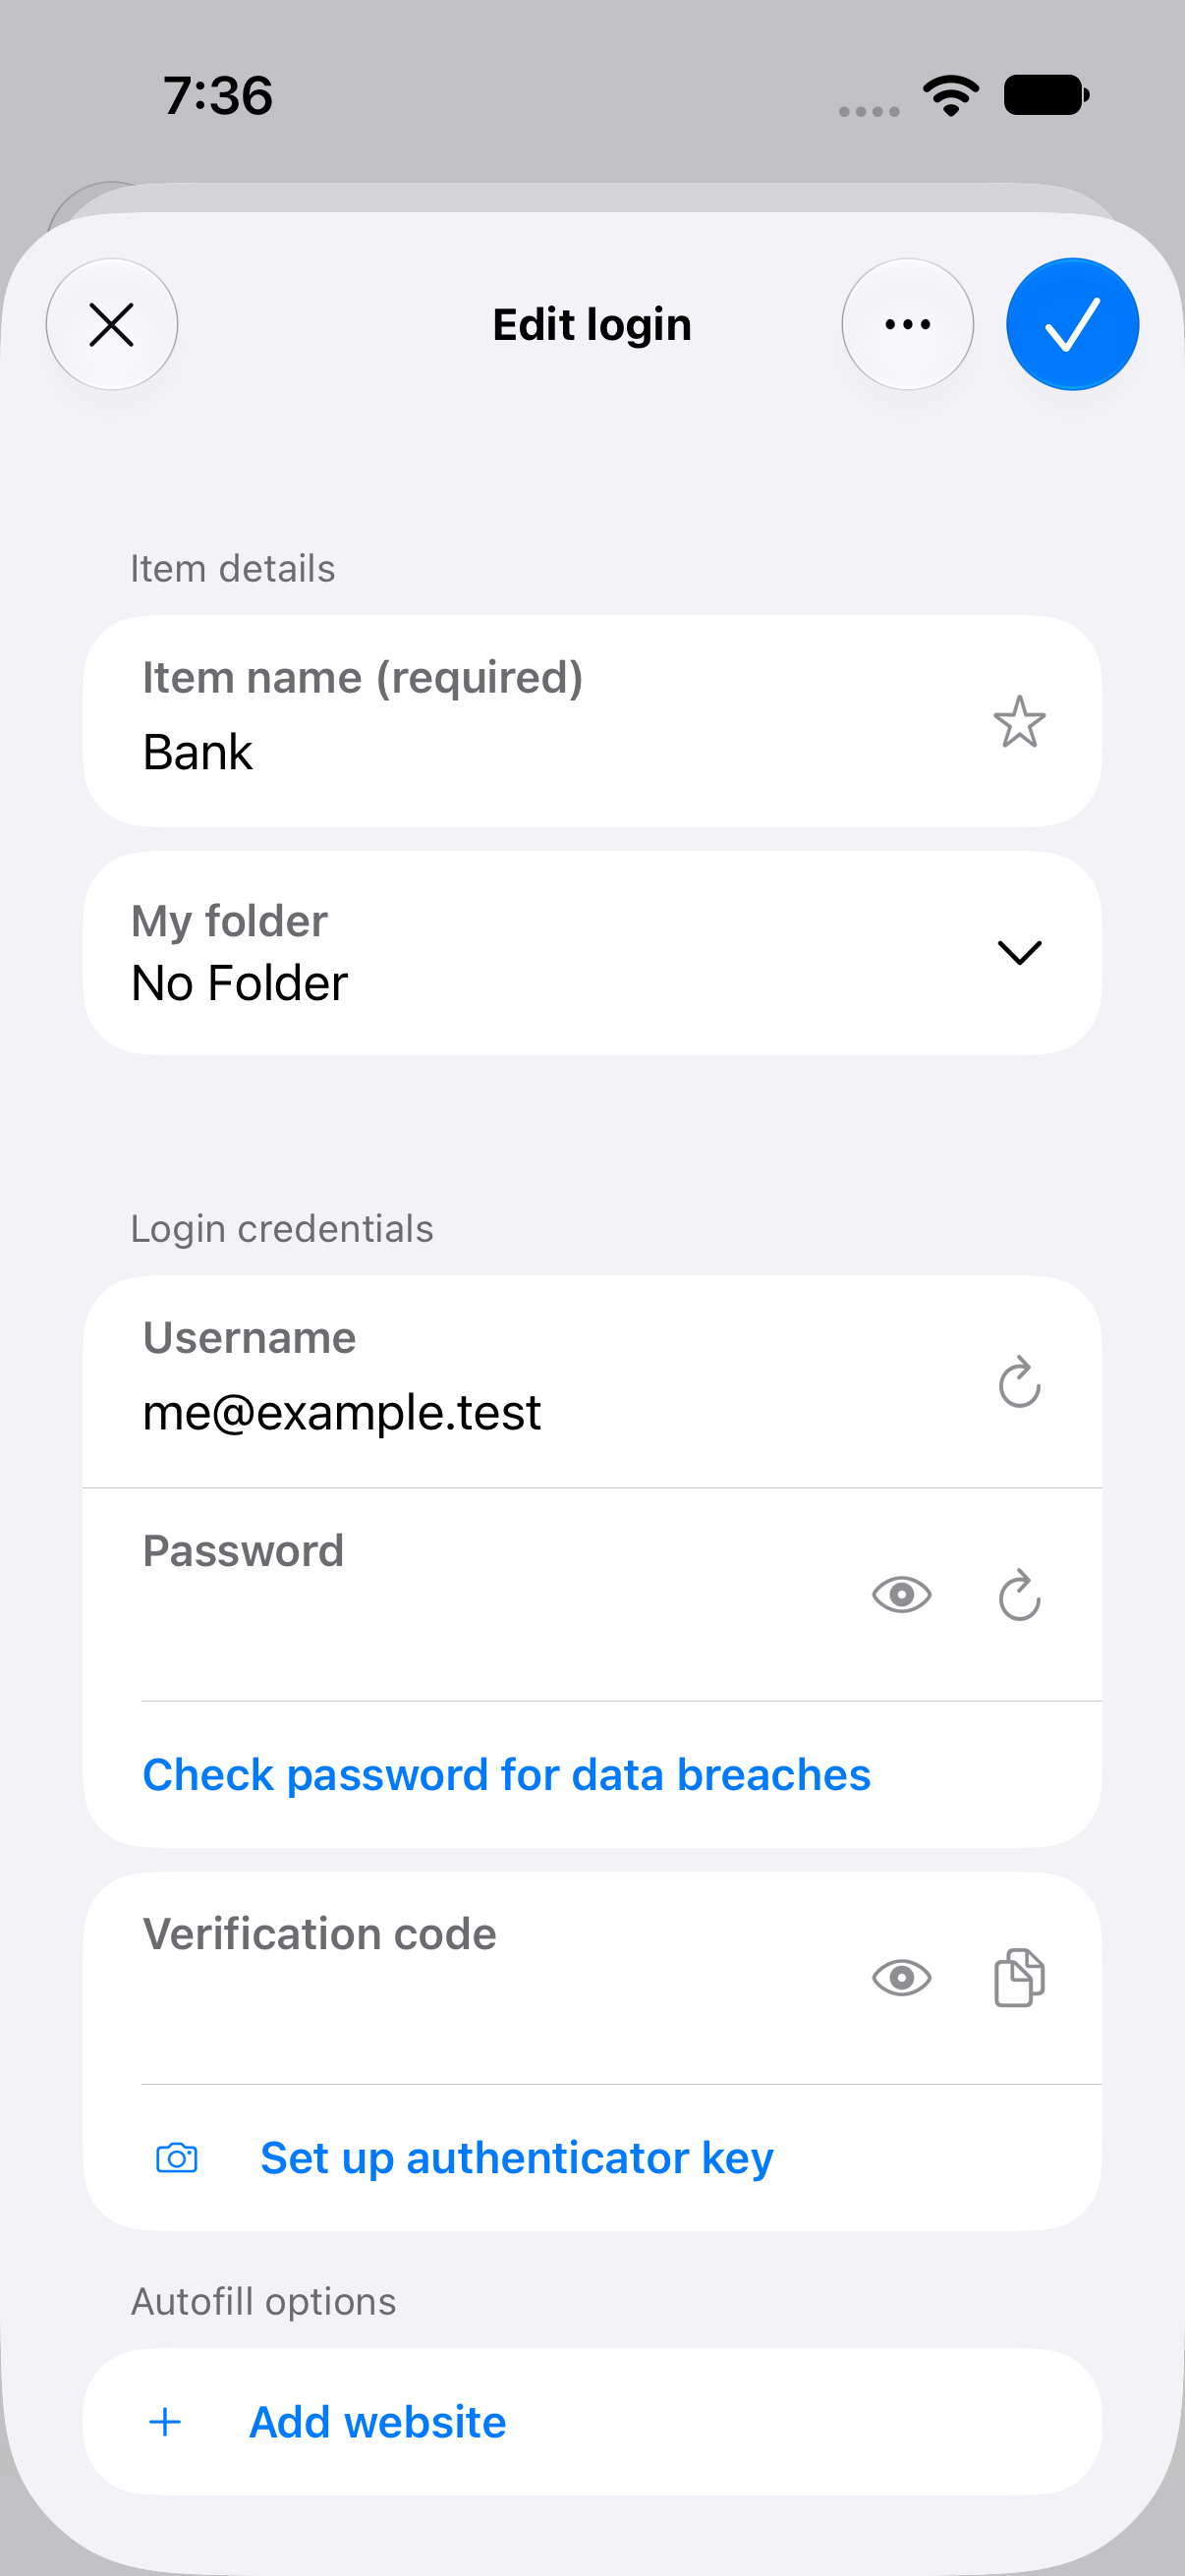 7:36
Edit login
Item details
Item name (required)
Bank
My folder
No Folder
Login credentials
Username
me@example.test
Password
Check password for data breaches
Verification code
Set up authenticator key
Autofill options
Add website